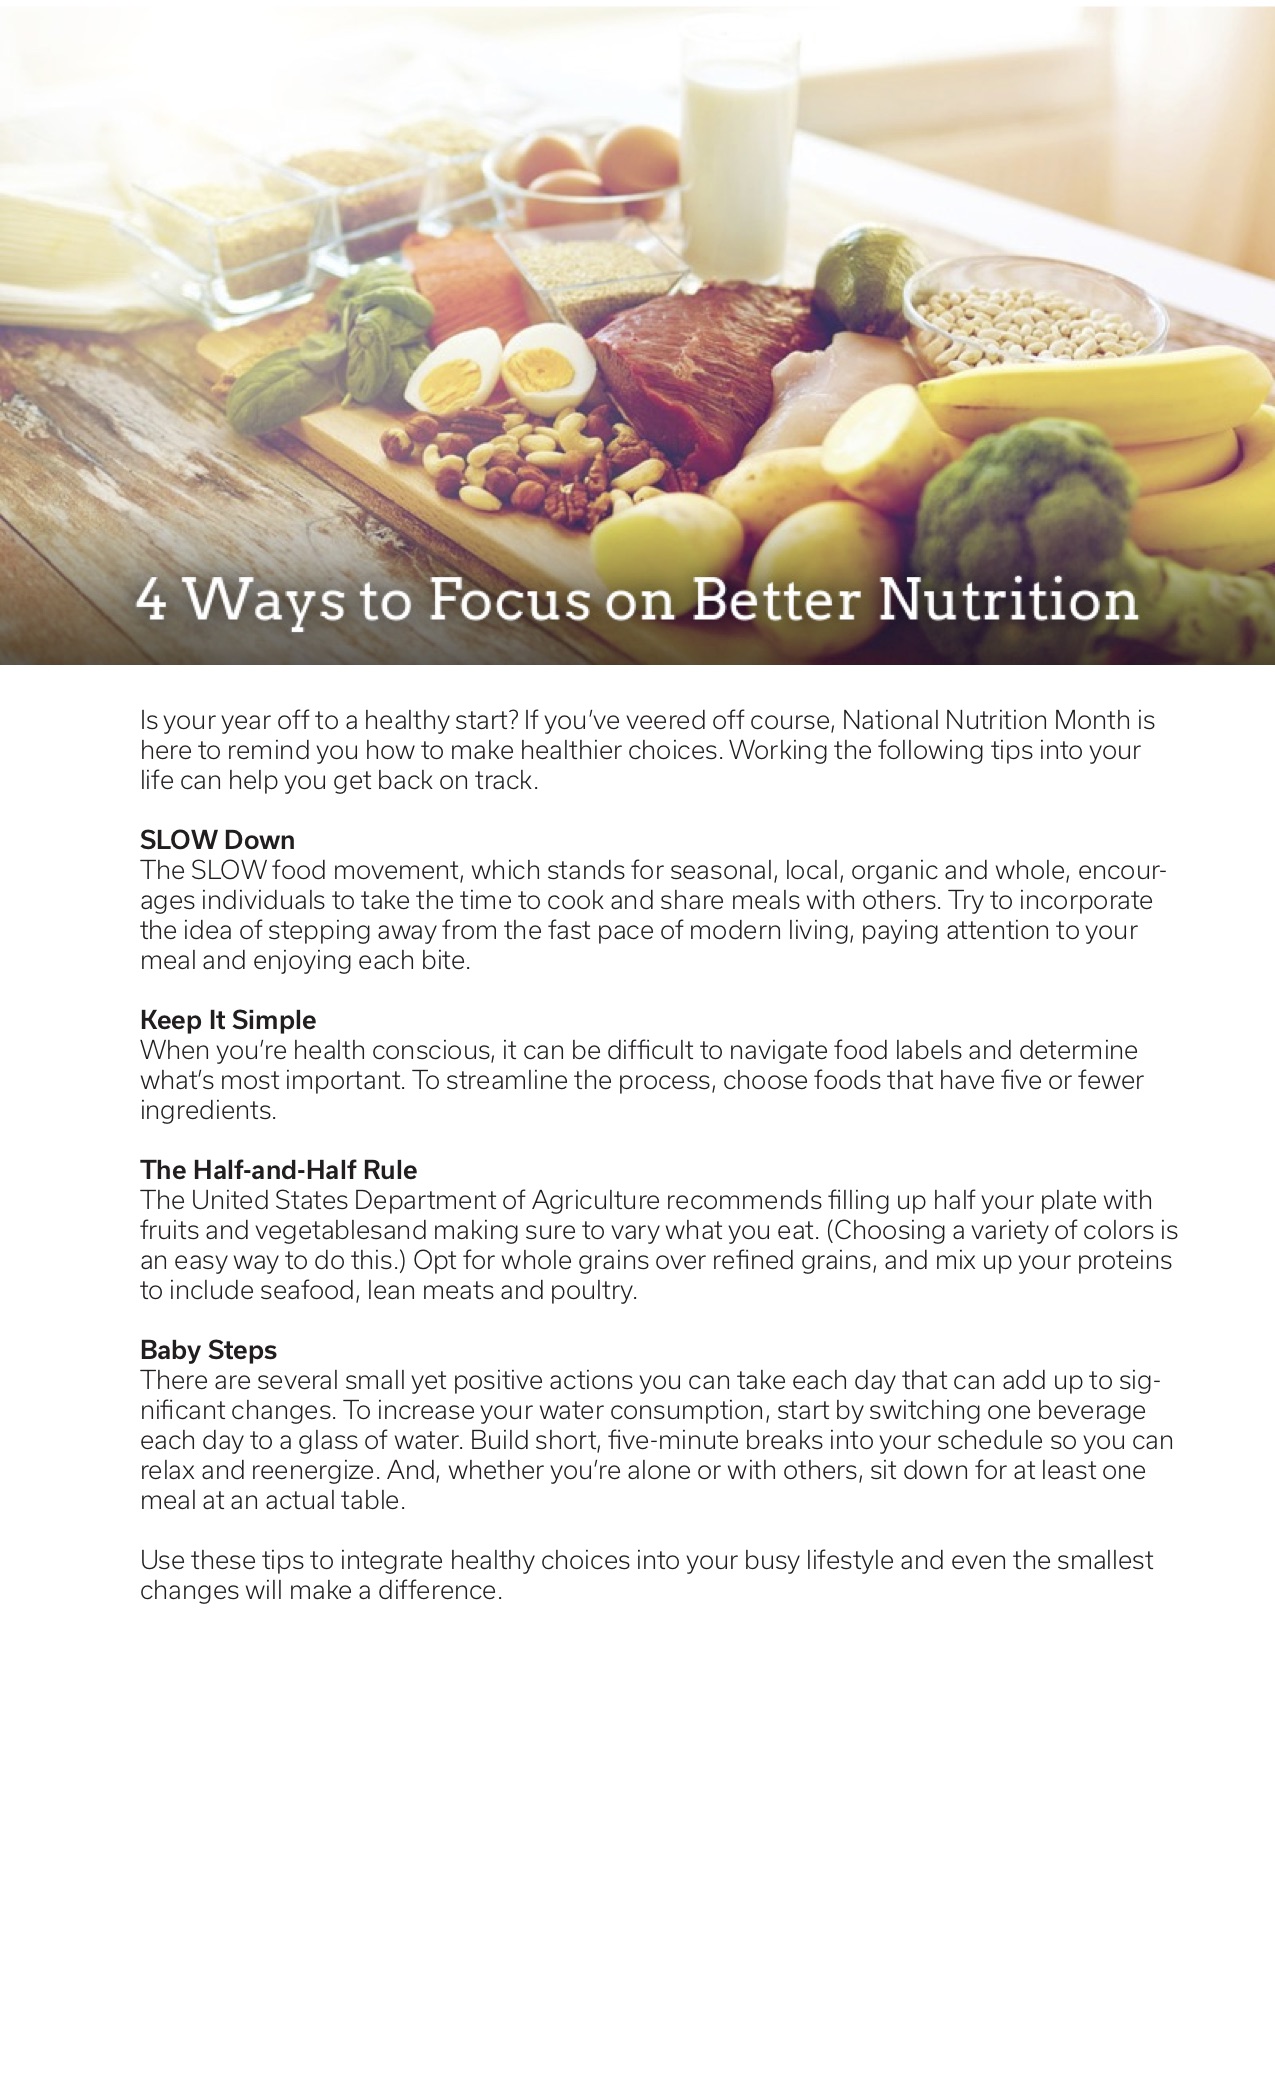 4 Ways to Focus on Better Nutrition
Is your year off to a healthy start? If you’ve veered off course, National Nutrition Month is
here to remind you how to make healthier choices. Working the following tips into your
life can help you get back on track.
SLOW Down
The SLOW food movement, which stands for seasonal, local, organic and whole, encour-
ages individuals to take the time to cook and share meals with others. Try to incorporate
the idea of stepping away from the fast pace of modern living, paying attention to your
meal and enjoying each bite.
Keep It Simple
When you’re health conscious, it can be difficult to navigate food labels and determine
what’s most important. To streamline the process, choose foods that have five or fewer
ingredients.
The Half-and-Half Rule
The United States Department of Agriculture recommends filling up half your plate with
fruits and vegetablesand making sure to vary what you eat. (Choosing a variety of colors is
an easy way to do this.) Opt for whole grains over refined grains, and mix up your proteins
to include seafood, lean meats and poultry.
Baby Steps
There are several small yet positive actions you can take each day that can add up to sig-
nificant changes. To increase your water consumption, start by switching one beverage
each day to a glass of water. Build short, five-minute breaks into your schedule so you can
relax and reenergize. And, whether you’re alone or with others, sit down for at least one
meal at an actual table.
Use these tips to integrate healthy choices into your busy lifestyle and even the smallest
changes will make a difference.